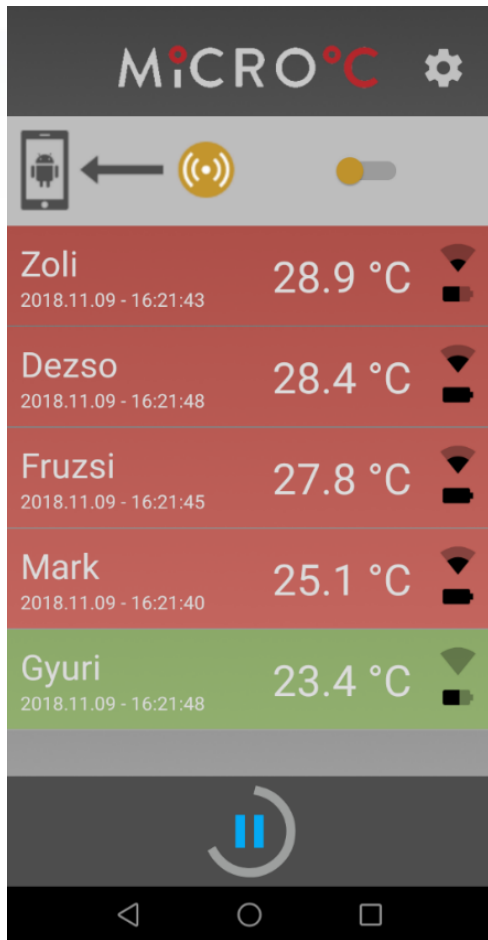 MiCRO°C
Zoli
28.9 °C
2018.11.09 - 16:21:43
Dezso
28.4 °C
2018.11.09 - 16:21:48
Fruzsi
27.8 °C
2018.11.09 - 16:21:45
Mark
25.1 °C
2018.11.09 - 16:21:40
Gyuri
23.4 °C
2018.11.09 - 16:21:48